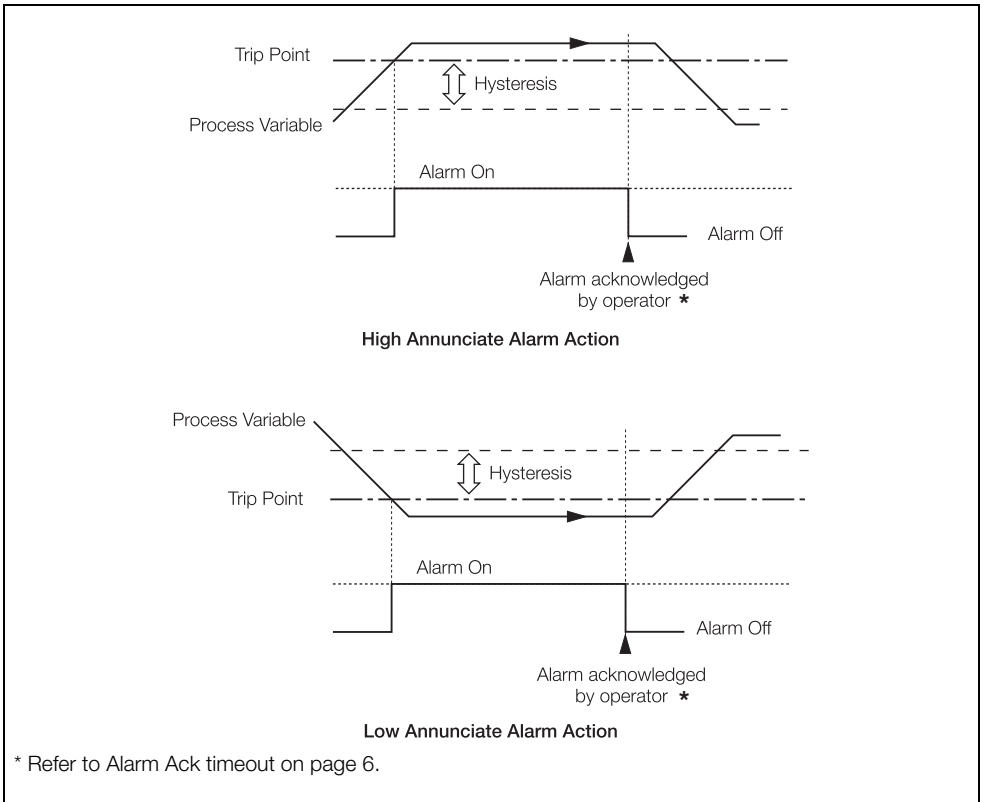 Trip Point
Hysteresis
Process Variable
Alarm On
Alarm Off
Alarm acknowledged
by operator *
High Annunciate Alarm Action
Process Variable
Hysteresis
Trip Point
Alarm On
Alarm Off
Alarm acknowledged
by operator *
Low Annunciate Alarm Action
* Refer to Alarm Ack timeout on page 6.